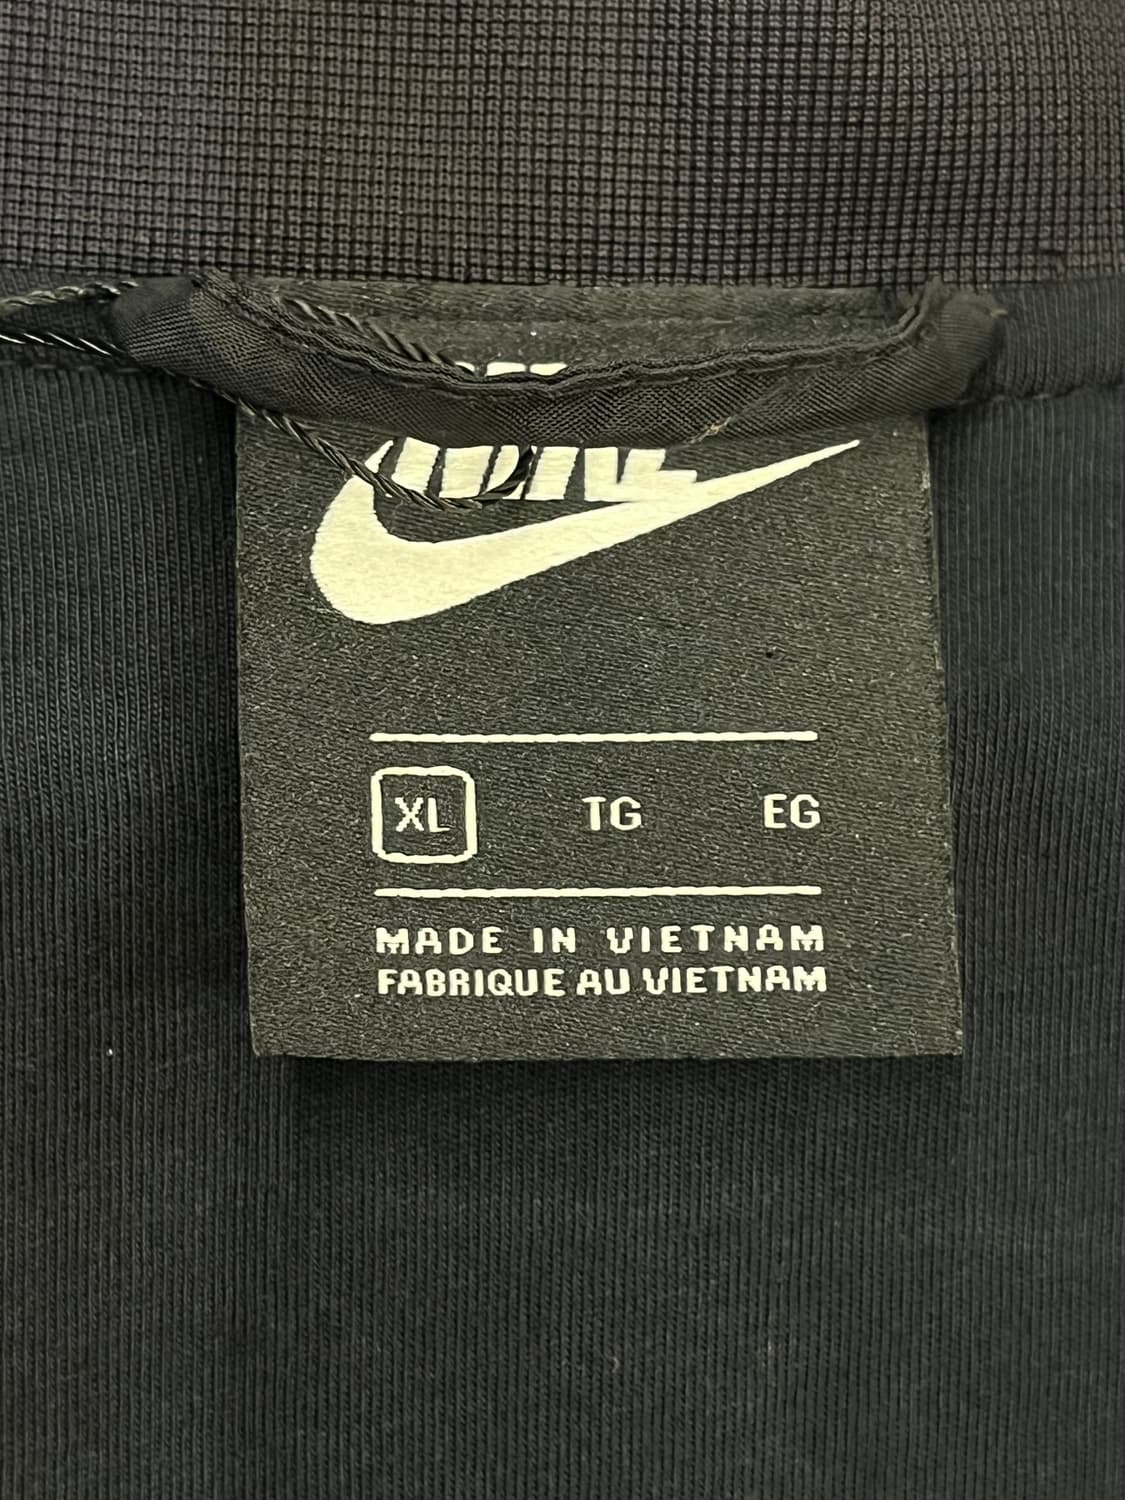 XL TG EG
MADE IN VIETNAM
FABRIQUE AU VIETNAM